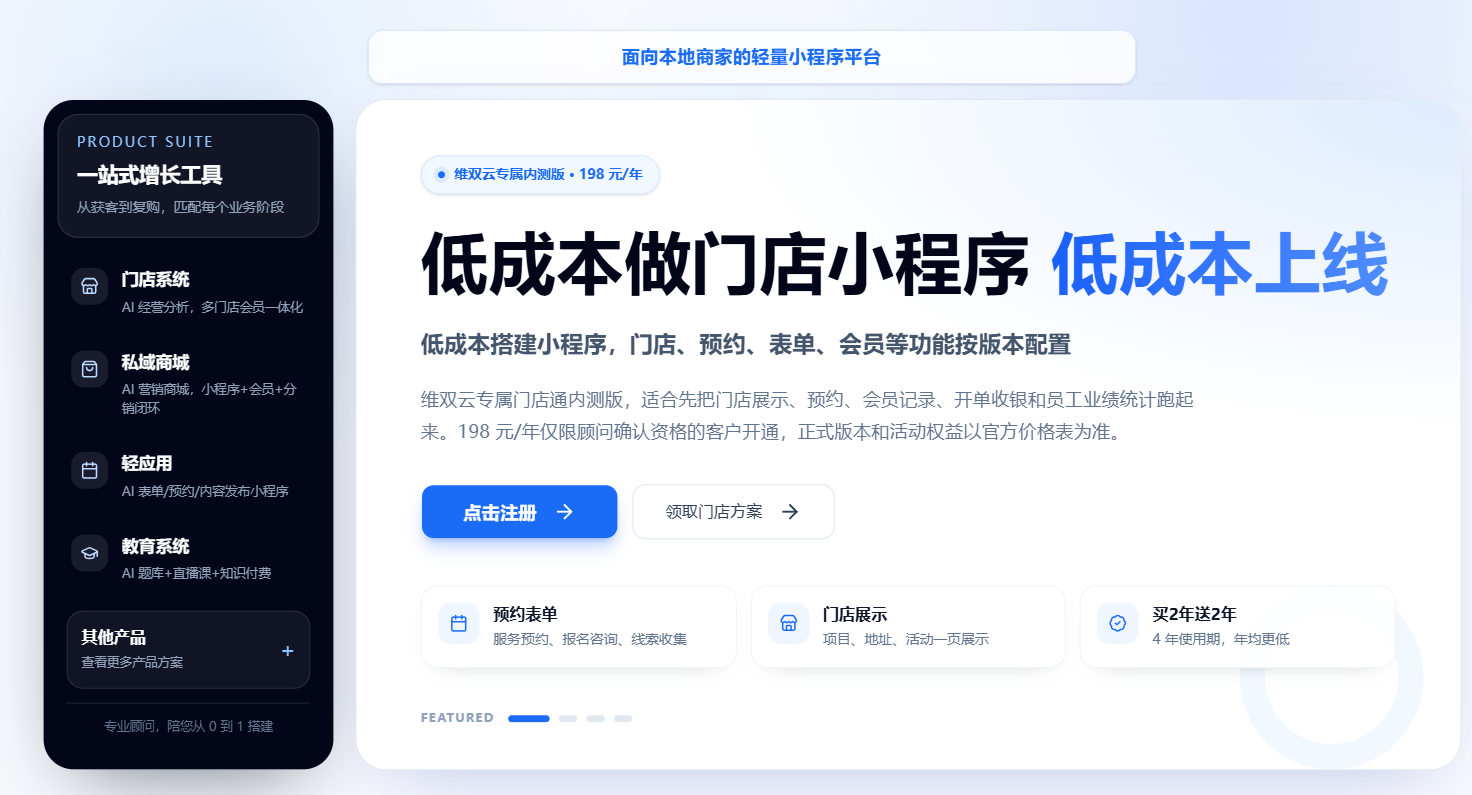 面向本地商家的轻量小程序平台
PRODUCT SUITE
一站式增长工具
从获客到复购，匹配每个业务阶段
门店系统
AI 经营分析，多门店会员一体化
私域商城
AI 营销商城，小程序+会员+分
销闭环
轻应用
AI 表单/预约/内容发布小程序
教育系统
AI 题库+直播课+知识付费
其他产品
查看更多产品方案
+
专业顾问，陪您从 0 到 1 搭建
维双云专属内测版 • 198 元/年
低成本做门店小程序 低成本上线
低成本搭建小程序，门店、预约、表单、会员等功能按版本配置
维双云专属门店通内测版，适合先把门店展示、预约、会员记录、开单收银和员工业绩统计跑起
来。198 元/年仅限顾问确认资格的客户开通，正式版本和活动权益以官方价格表为准。
点击注册 →
领取门店方案 →
预约表单
服务预约、报名咨询、线索收集
门店展示
项目、地址、活动一页展示
买2年送2年
4 年使用期，年均更低
FEATURED